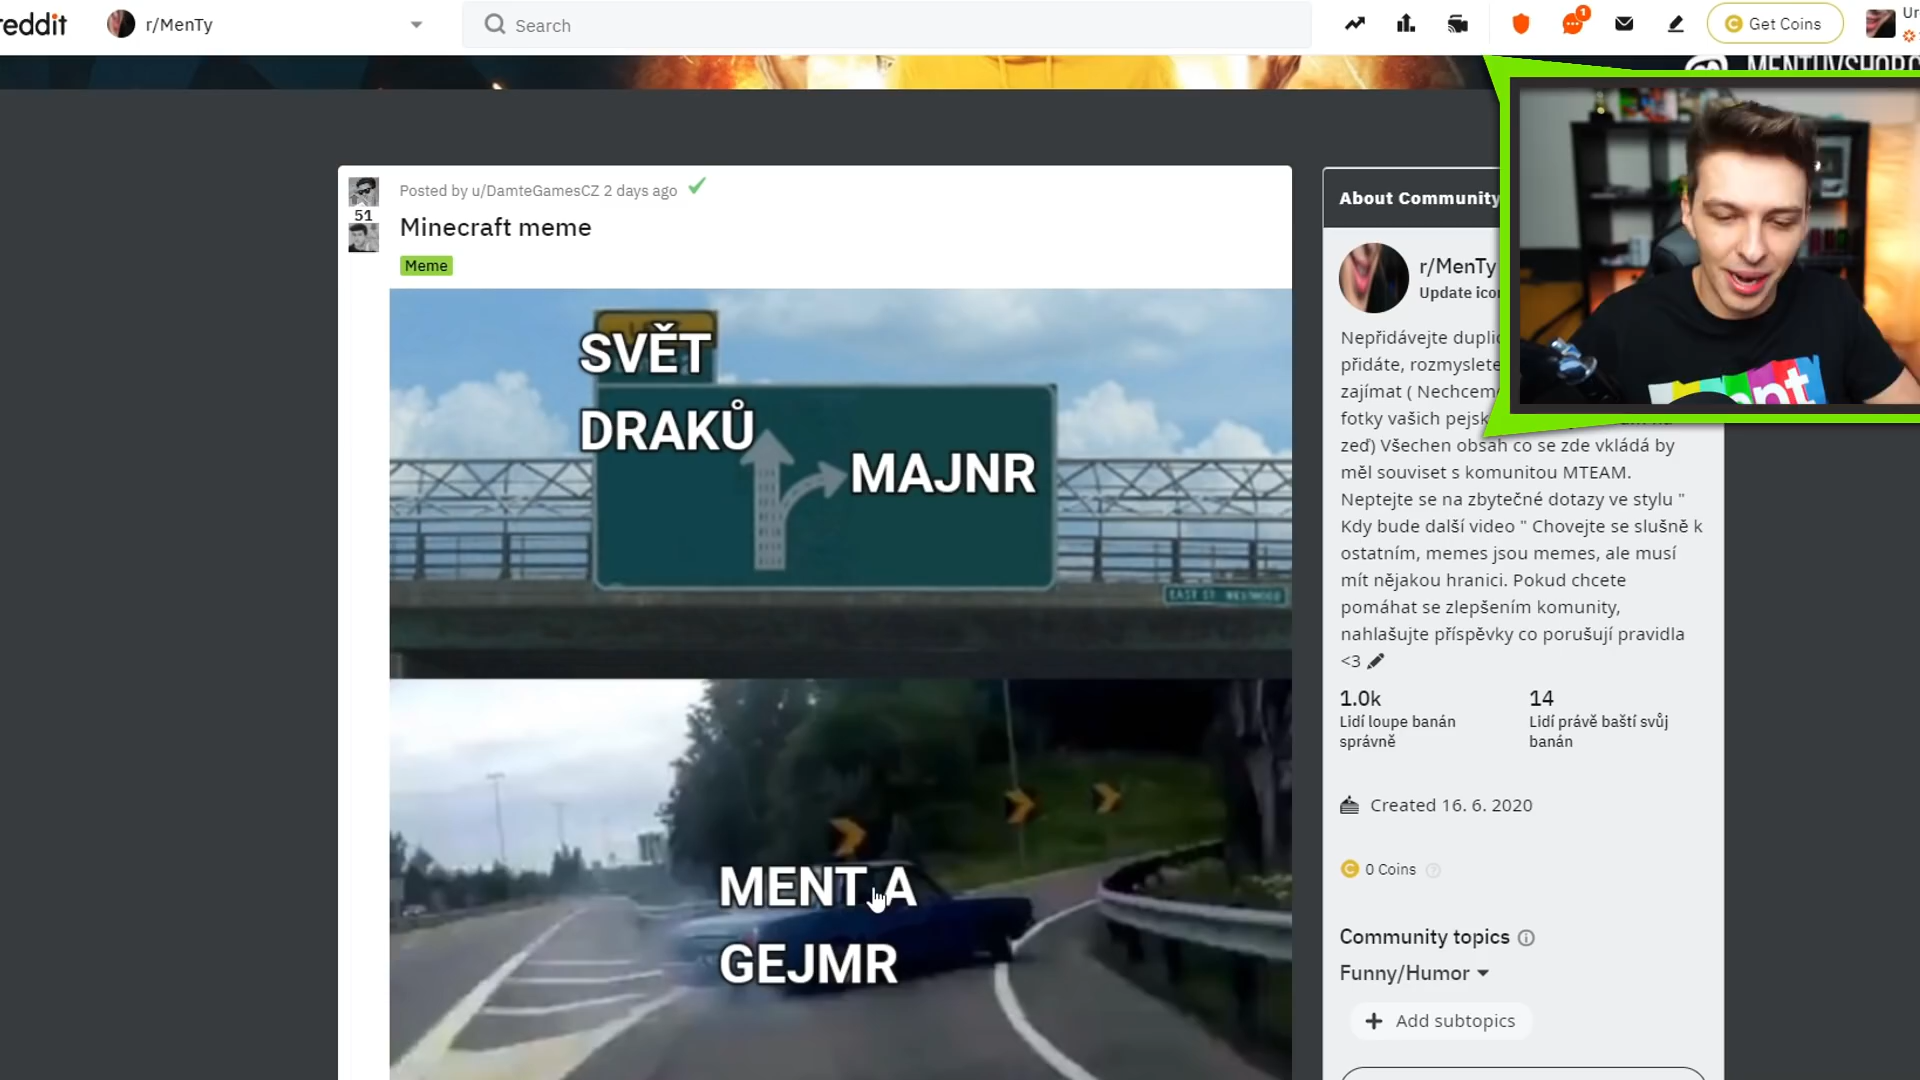 reddit
r/MenTy
Search
1
Get Coins
Posted by u/DamteGamesCZ 2 days ago
51
Minecraft meme
Meme
SVĚT
DRAKŮ
MAJNR
MENT A
GEJMR
About Community
r/MenTy
Nepřidávejte
přidáte, rozmyslete
zajímat ( Nechceme
fotky vašich
zeď) Všechen obsah co se zde vkládá by
měl souviset s komunitou MTEAM.
Neptejte se na zbytečné dotazy ve stylu "
Kdy bude další video " Chovejte se slušně k
ostatním, memes jsou memes, ale musí
mít nějakou hranici. Pokud chcete
pomáhat se zlepšením komunity,
nahlašujte příspěvky co porušují pravidla
<3
1.0k
Lidí loupe banán
správně
14
Lidí právě baští svůj
banán
Created 16. 6. 2020
0 Coins
Community topics
Funny/Humor
+ Add subtopics